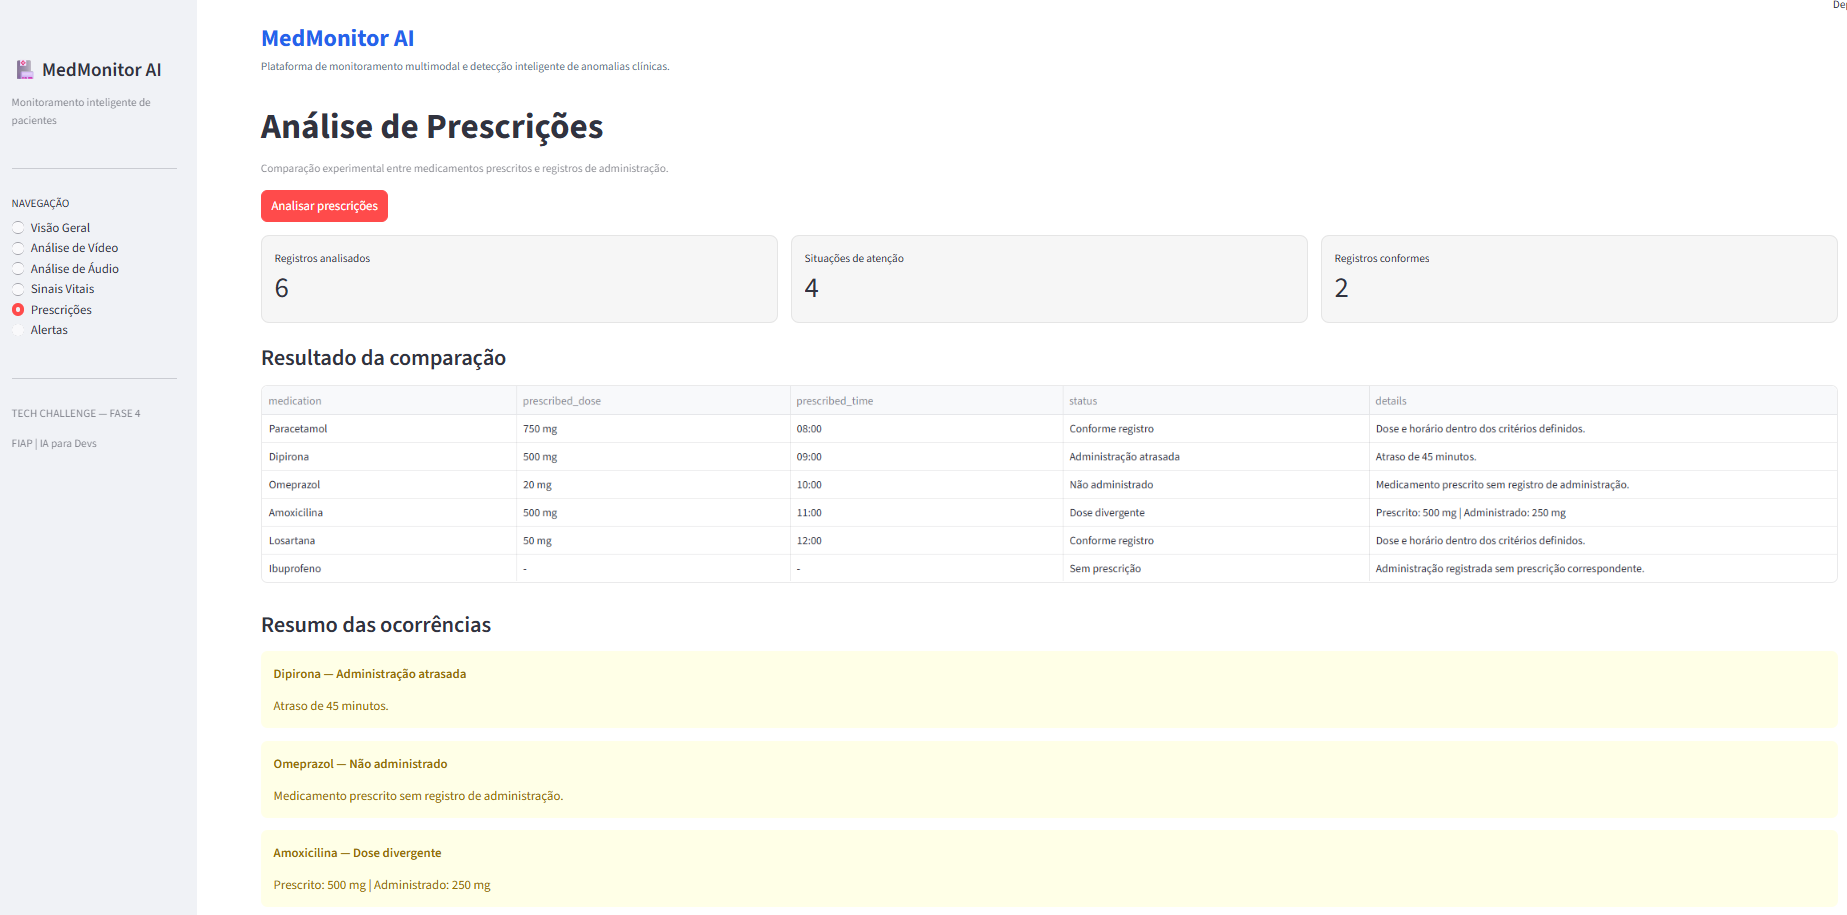 MedMonitor AI
Monitoramento inteligente de
pacientes
NAVEGAÇÃO
Visão Geral
Análise de Vídeo
Análise de Áudio
Sinais Vitais
Prescrições
Alertas
TECH CHALLENGE — FASE 4
FIAP | IA para Devs
MedMonitor AI
Plataforma de monitoramento multimodal e detecção inteligente de anomalias clínicas.
Análise de Prescrições
Comparação experimental entre medicamentos prescritos e registros de administração.
Analisar prescrições
Registros analisados
6
Situações de atenção
4
Registros conformes
2
Resultado da comparação
medication prescribed_dose prescribed_time status details
Paracetamol 750 mg 08:00 Conforme registro Dose e horário dentro dos critérios definidos.
Dipirona 500 mg 09:00 Administração atrasada Atraso de 45 minutos.
Omeprazol 20 mg 10:00 Não administrado Medicamento prescrito sem registro de administração.
Amoxicilina 500 mg 11:00 Dose divergente Prescrito: 500 mg | Administrado: 250 mg
Losartana 50 mg 12:00 Conforme registro Dose e horário dentro dos critérios definidos.
Ibuprofeno - - Sem prescrição Administração registrada sem prescrição correspondente.
Resumo das ocorrências
Dipirona — Administração atrasada
Atraso de 45 minutos.
Omeprazol — Não administrado
Medicamento prescrito sem registro de administração.
Amoxicilina — Dose divergente
Prescrito: 500 mg | Administrado: 250 mg